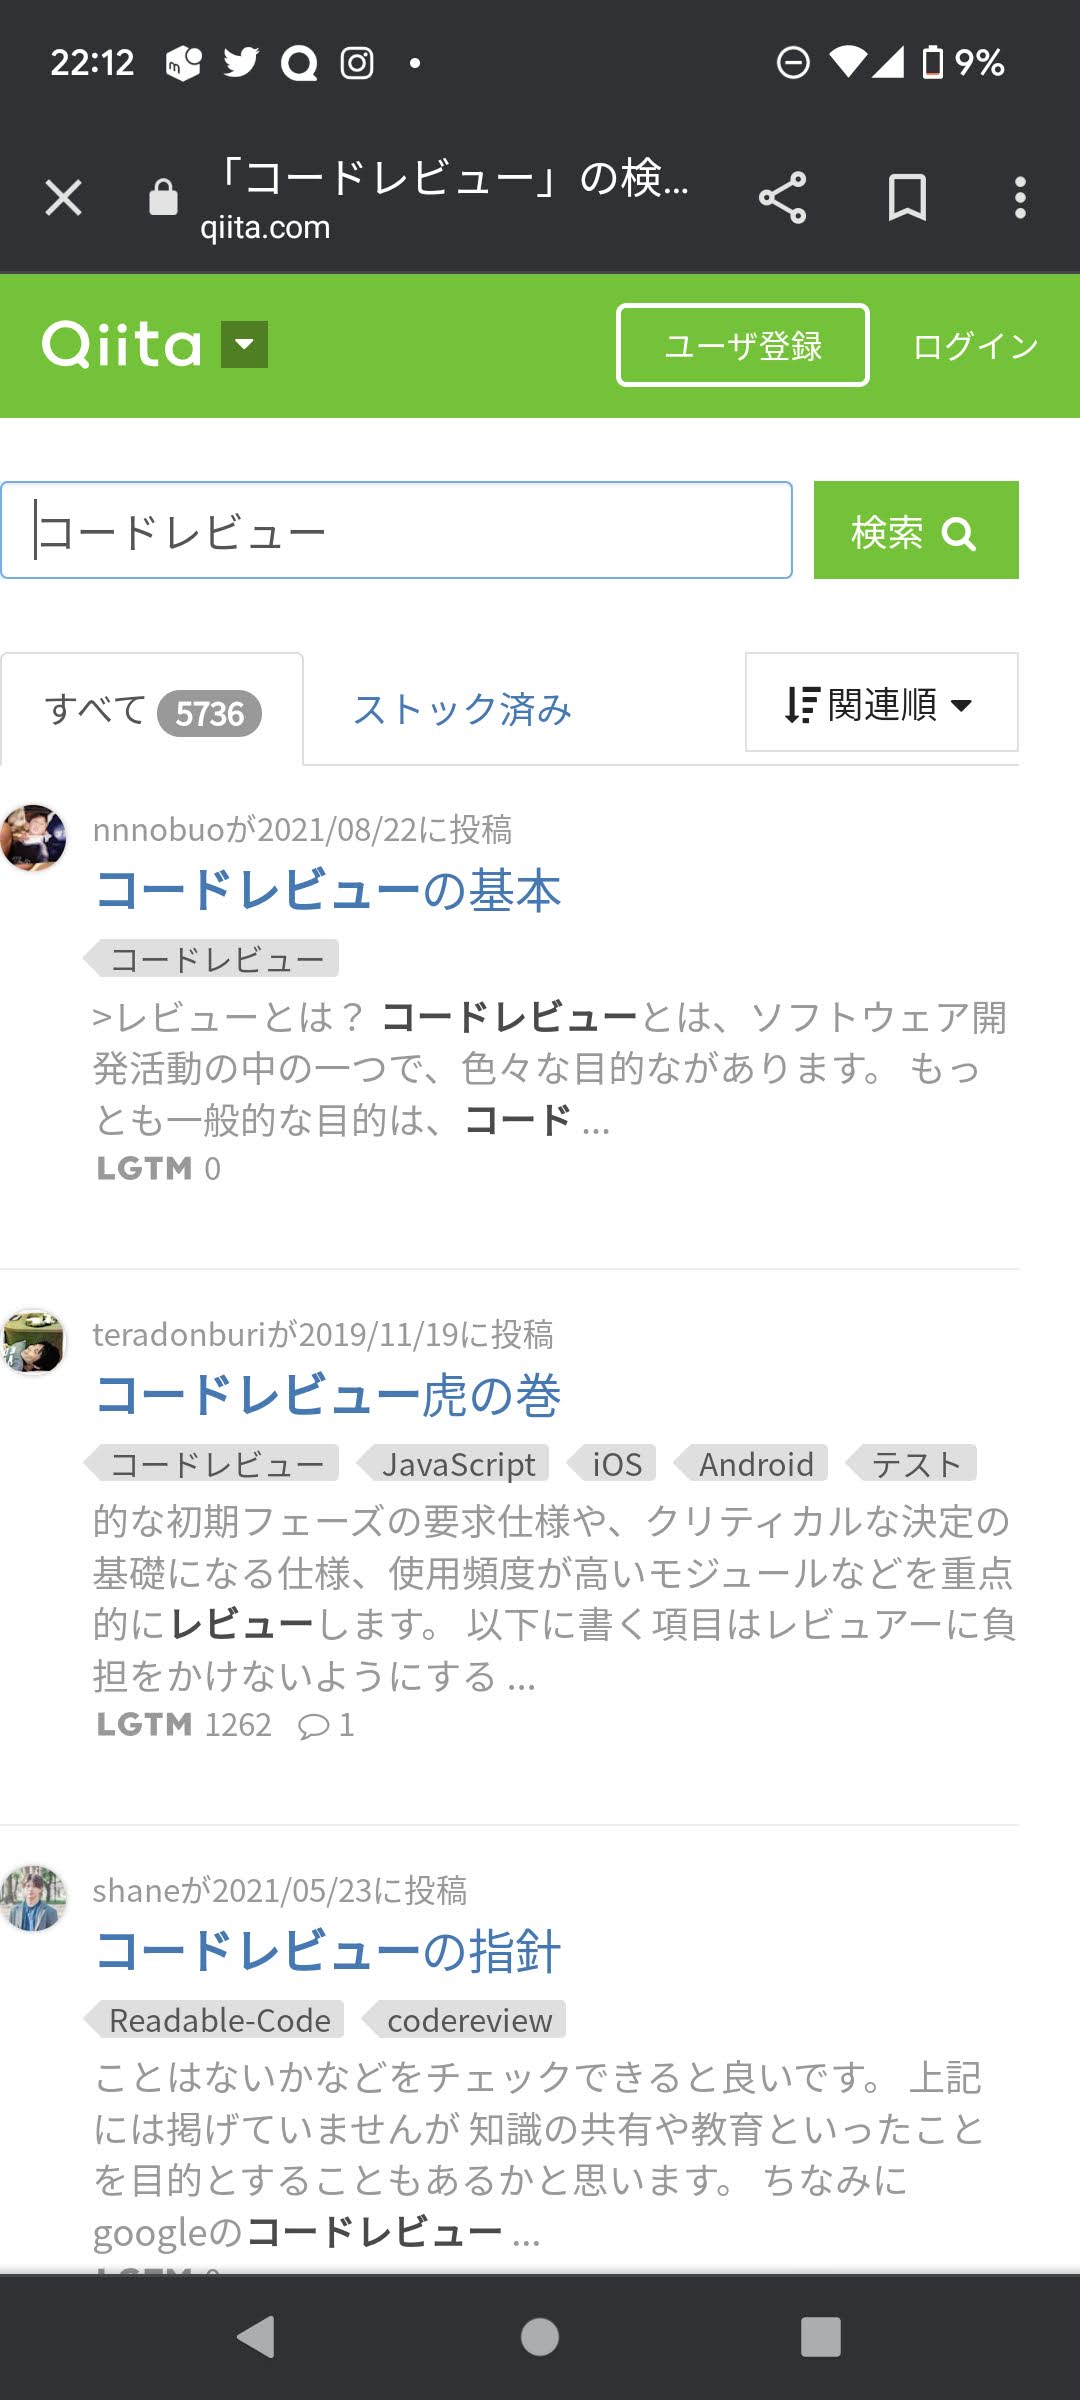 22:12 9%
「コードレビュー」の検...
qiita.com
Qiita ユーザ登録 ログイン
コードレビュー 検索
すべて 5736 ストック済み 関連順
nnnobuoが2021/08/22に投稿
コードレビューの基本
コードレビュー
>レビューとは？ コードレビューとは、ソフトウェア開
発活動の中の一つで、色々な目的ながあります。 もっ
とも一般的な目的は、コード ...
LGTM 0
teradonburiが2019/11/19に投稿
コードレビュー虎の巻
コードレビュー JavaScript iOS Android テスト
的な初期フェーズの要求仕様や、クリティカルな決定の
基礎になる仕様、使用頻度が高いモジュールなどを重点
的にレビューします。 以下に書く項目はレビュアーに負
担をかけないようにする ...
LGTM 1262 1
shaneが2021/05/23に投稿
コードレビューの指針
Readable-Code codereview
ことはないかなどをチェックできると良いです。 上記
には掲げていませんが 知識の共有や教育といったこと
を目的とすることもあるかと思います。 ちなみに
googleのコードレビュー ...